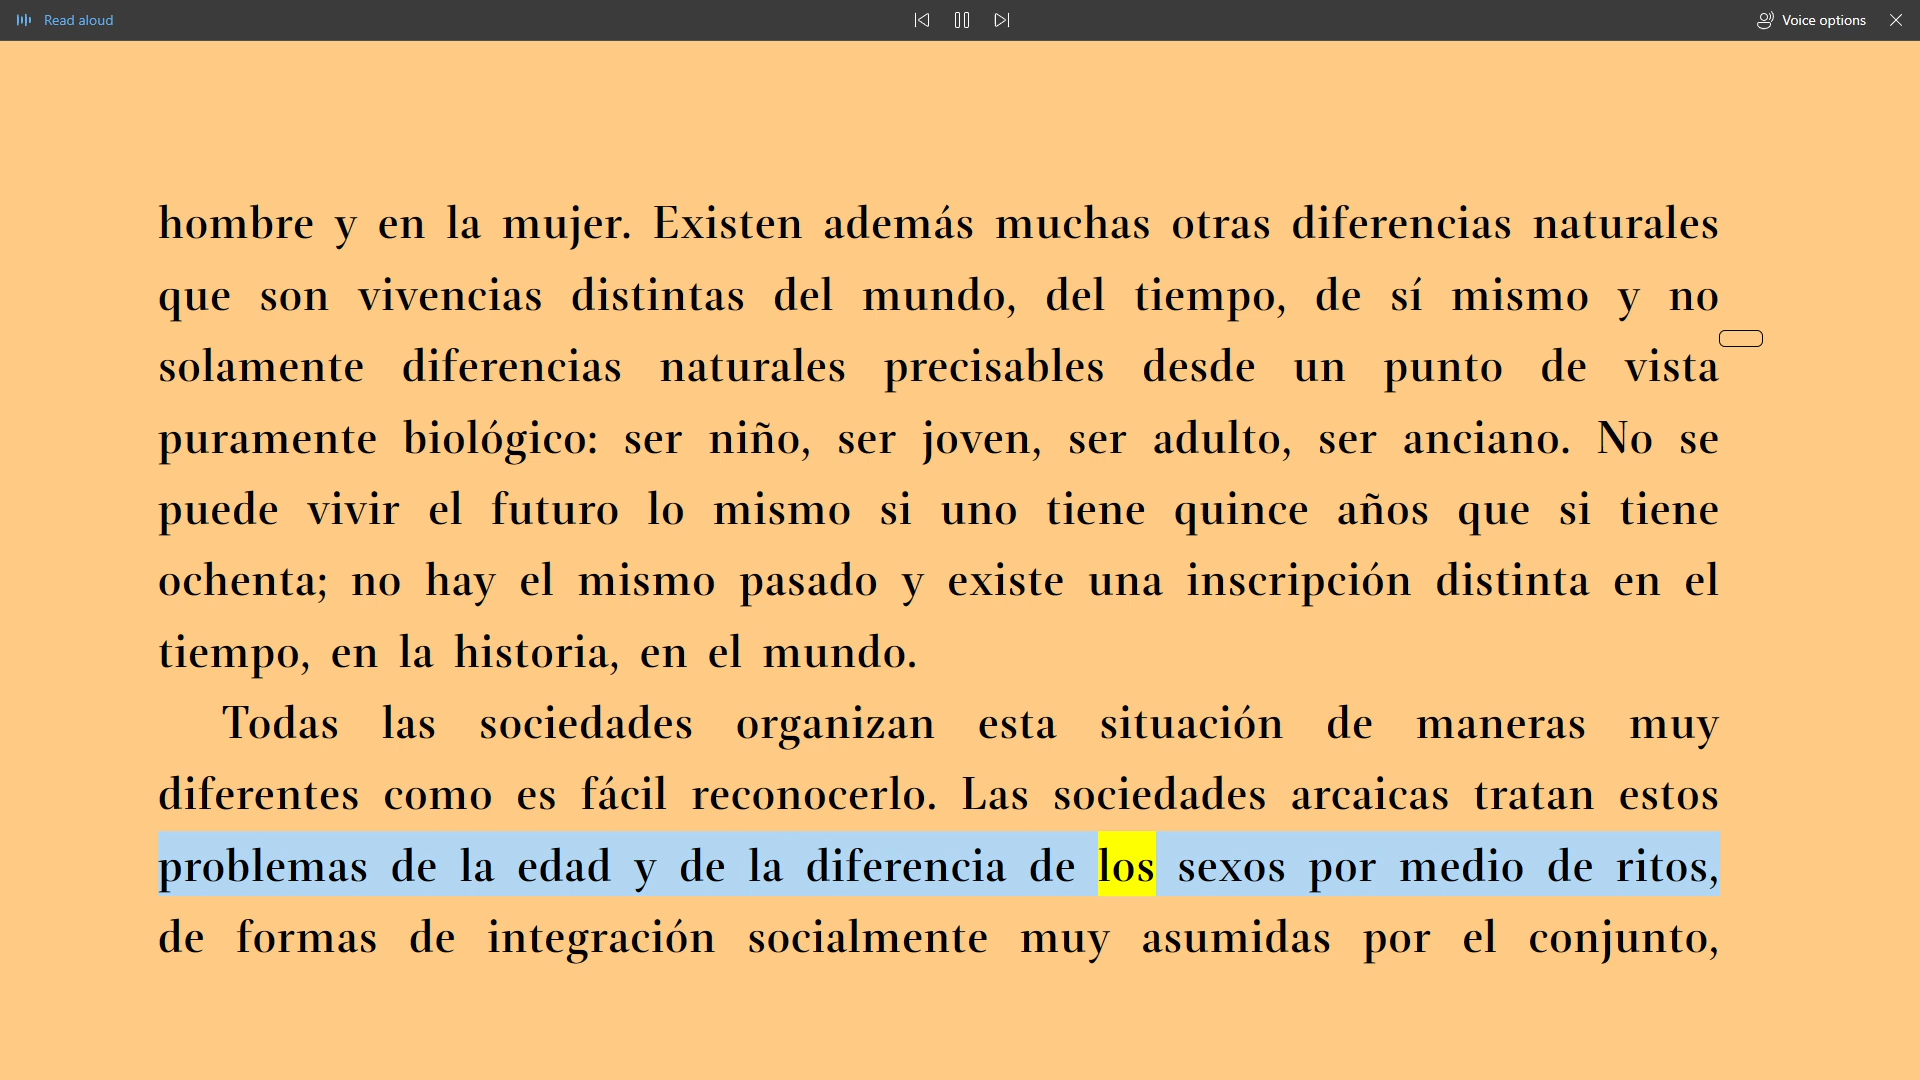 Read aloud
Voice options
hombre y en la mujer. Existen además muchas otras diferencias naturales
que son vivencias distintas del mundo, del tiempo, de sí mismo y no
solamente diferencias naturales precisables desde un punto de vista
puramente biológico: ser niño, ser joven, ser adulto, ser anciano. No se
puede vivir el futuro lo mismo si uno tiene quince años que si tiene
ochenta; no hay el mismo pasado y existe una inscripción distinta en el
tiempo, en la historia, en el mundo.
Todas las sociedades organizan esta situación de maneras muy
diferentes como es fácil reconocerlo. Las sociedades arcaicas tratan estos
problemas de la edad y de la diferencia de los sexos por medio de ritos,
de formas de integración socialmente muy asumidas por el conjunto,